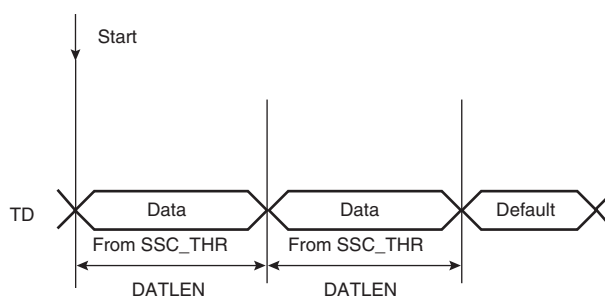 Start
TD Data Data Default
From SSC_THR From SSC_THR
DATLEN DATLEN